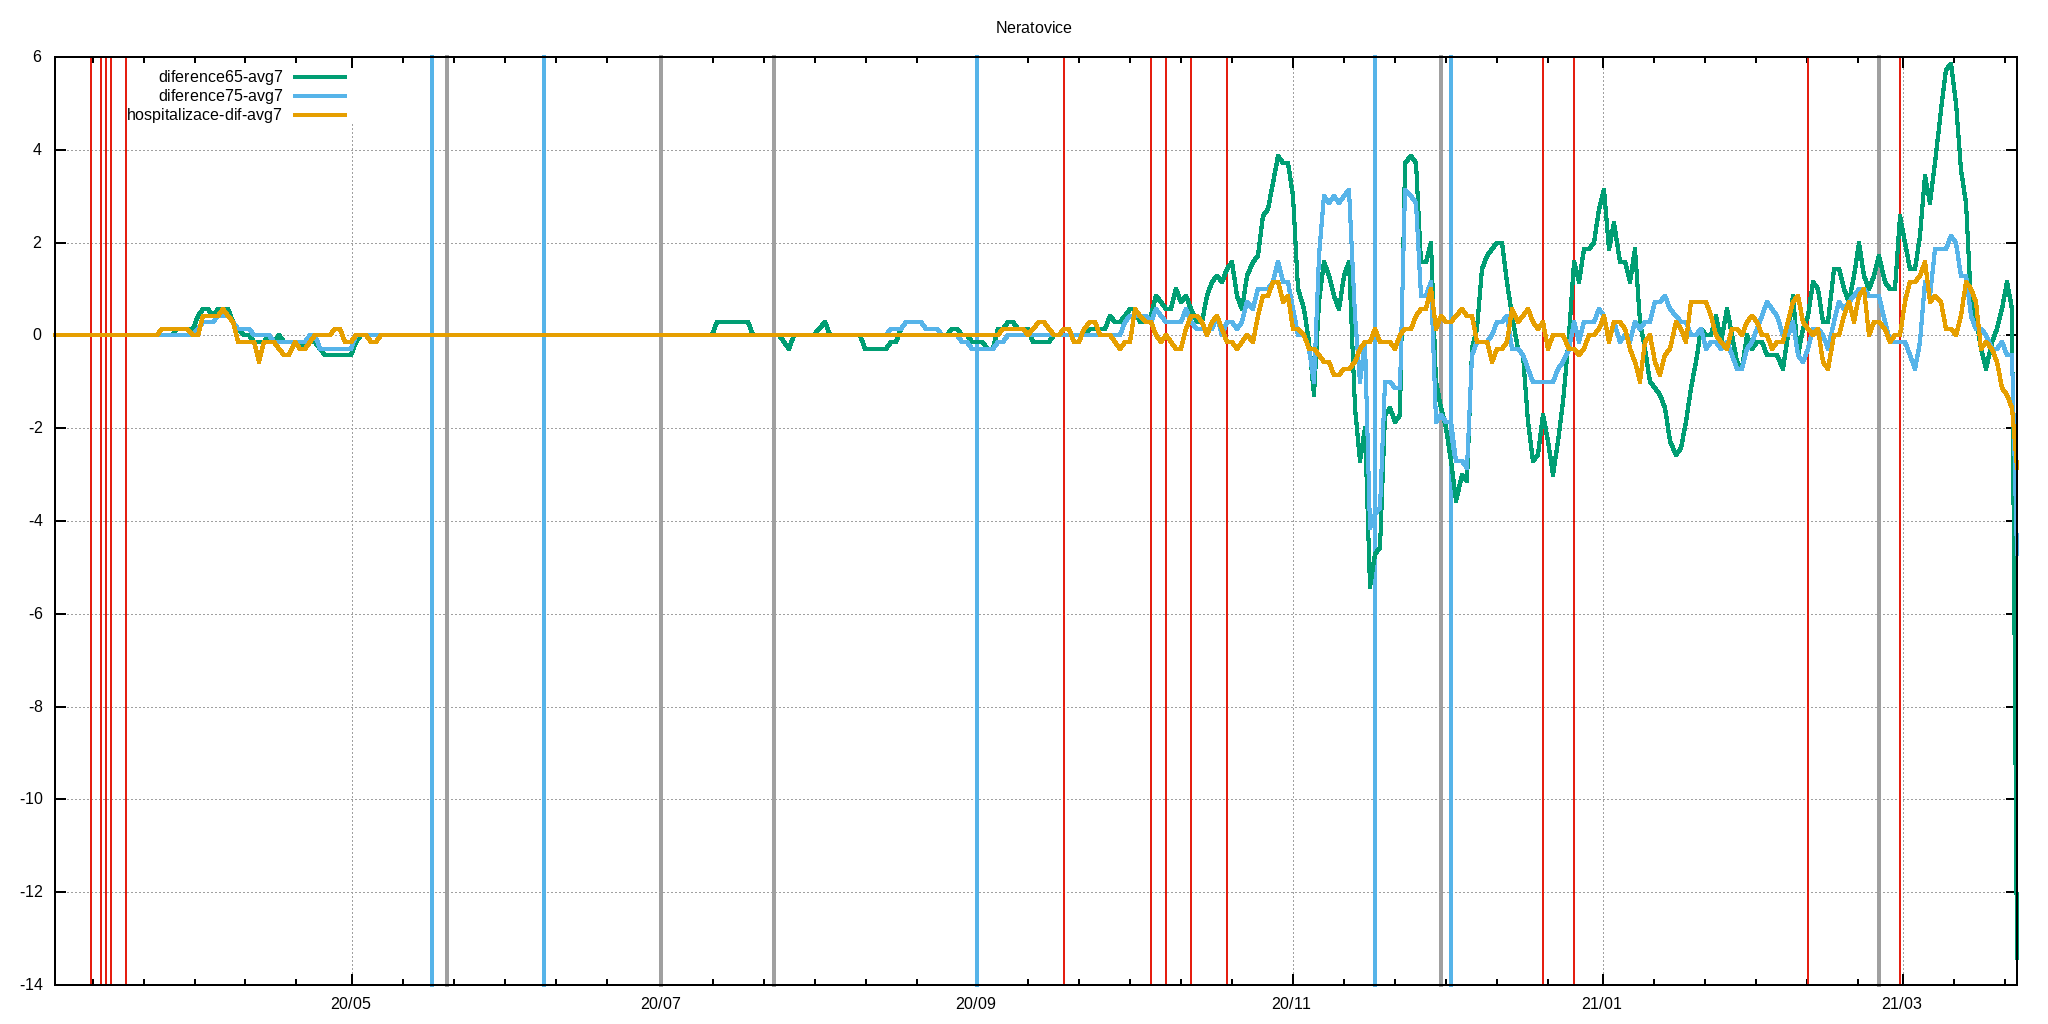 Neratovice
diference65-avg7
diference75-avg7
hospitalizace-dif-avg7
6
4
2
0
-2
-4
-6
-8
-10
-12
-14
20/05 20/07 20/09 20/11 21/01 21/03